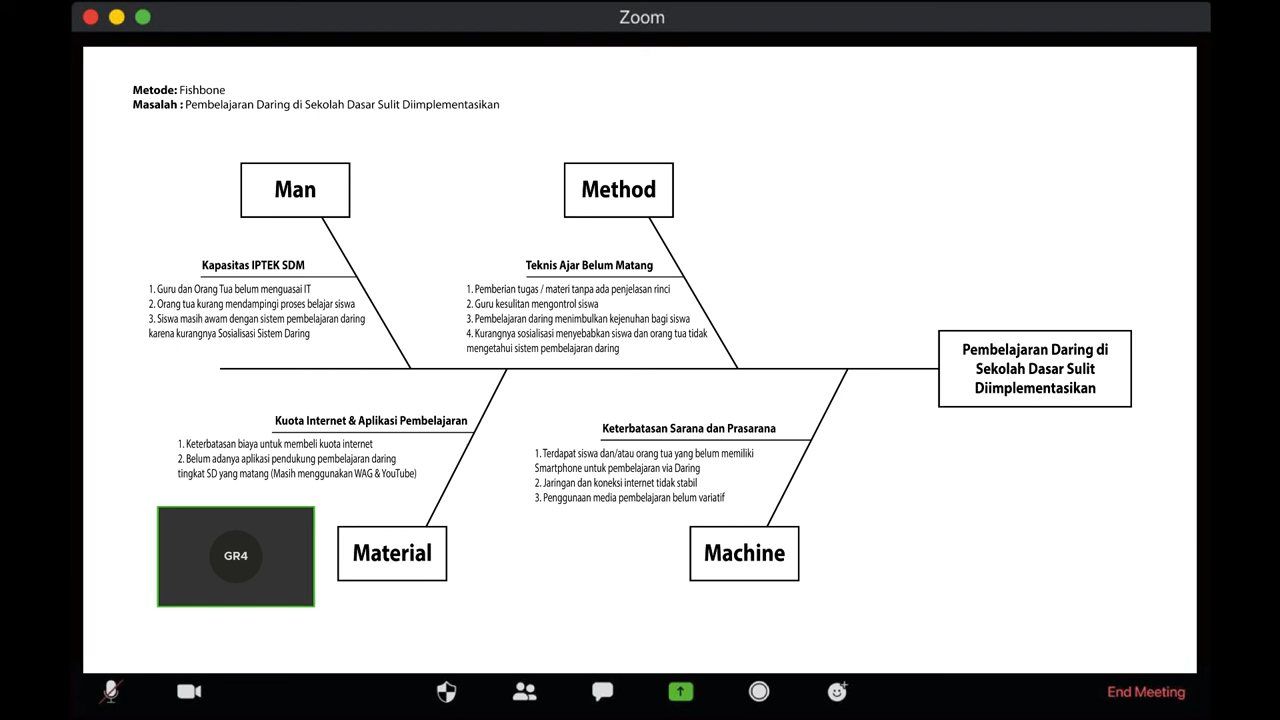 Zoom
Metode: Fishbone
Masalah : Pembelajaran Daring di Sekolah Dasar Sulit Diimplementasikan
Man
Kapasitas IPTEK SDM
1. Guru dan Orang Tua belum menguasai IT
2. Orang tua kurang mendampingi proses belajar siswa
3. Siswa masih awam dengan sistem pembelajaran daring
karena kurangnya Sosialisasi Sistem Daring
Method
Teknis Ajar Belum Matang
1. Pemberian tugas / materi tanpa ada penjelasan rinci
2. Guru kesulitan mengontrol siswa
3. Pembelajaran daring menimbulkan kejenuhan bagi siswa
4. Kurangnya sosialisasi menyebabkan siswa dan orang tua tidak
mengetahui sistem pembelajaran daring
Pembelajaran Daring di
Sekolah Dasar Sulit
Diimplementasikan
Kuota Internet & Aplikasi Pembelajaran
1. Keterbatasan biaya untuk membeli kuota internet
2. Belum adanya aplikasi pendukung pembelajaran daring
tingkat SD yang matang (Masih menggunakan WAG & YouTube)
Material
Keterbatasan Sarana dan Prasarana
1. Terdapat siswa dan/atau orang tua yang belum memiliki
Smartphone untuk pembelajaran via Daring
2. Jaringan dan koneksi internet tidak stabil
3. Penggunaan media pembelajaran belum variatif
Machine
GR4
End Meeting